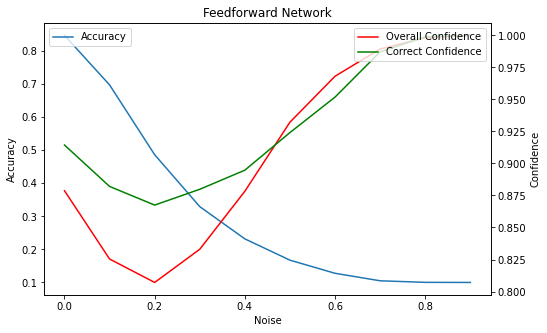 Feedforward Network
Accuracy
Overall Confidence
Correct Confidence
0.8
0.7
0.6
0.5
0.4
0.3
0.2
0.1
Accuracy
1.000
0.975
0.950
0.925
0.900
0.875
0.850
0.825
0.800
Confidence
0.0 0.2 0.4 0.6 0.8
Noise